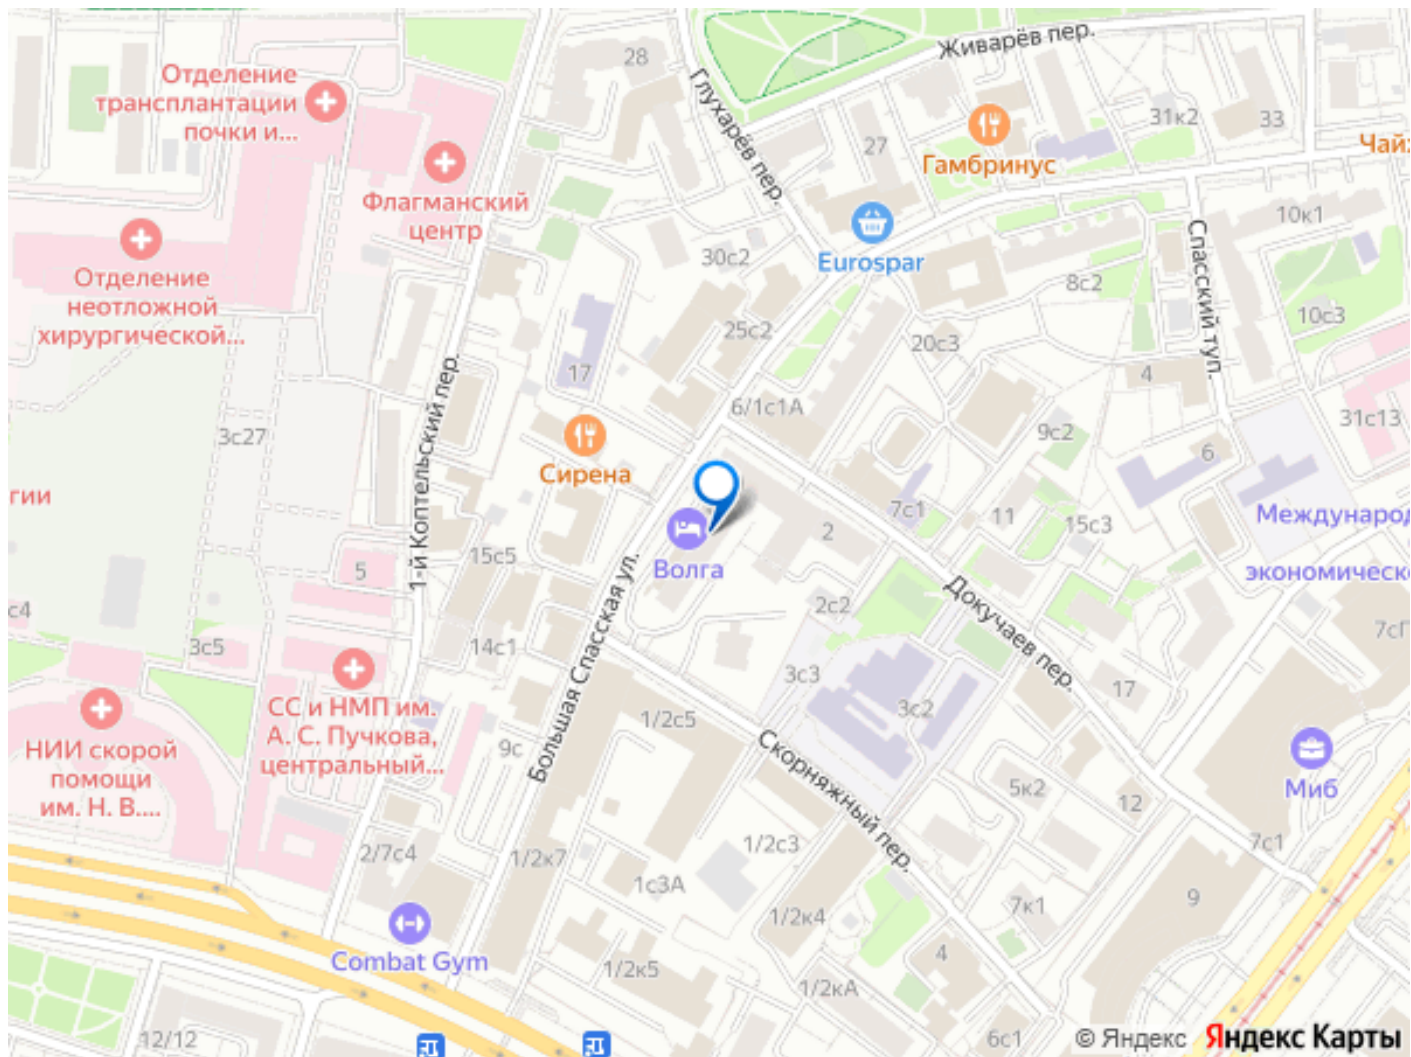 Живарёв пер.
28
Отделение
трансплантации
почки и...
Глухарёв пер.
31к2
33
27
Гамбринус
Чай
Флагманский
центр
10к1
Спасский туп.
Отделение
неотложной
хирургической...
30с2
Eurospar
8с2
10с3
25с2
20с3
17
4
1-й Коптельский пер.
6/1с1А
31с13
3с27
9с2
6
Сирена
гии
7с1
11
15с3
Международ
2
15с5
Волга
экономическо
5
Большая Спасская ул.
Докучаев пер.
2с2
с4
3с5
14с1
3с3
17
СС и НМП им.
А. С. Пучкова,
центральный...
1/2с5
3с2
9с
НИИ скорой
помощи
им. Н. В....
Скорняжный пер.
5к2
12
Миб
7с1
2/7с4
1/2к7
1/2с3
1с3А
9
7к1
1/2к4
Combat Gym
4
1/2к5
1/2кА
12/12
6с1
© Яндекс Яндекс Карты